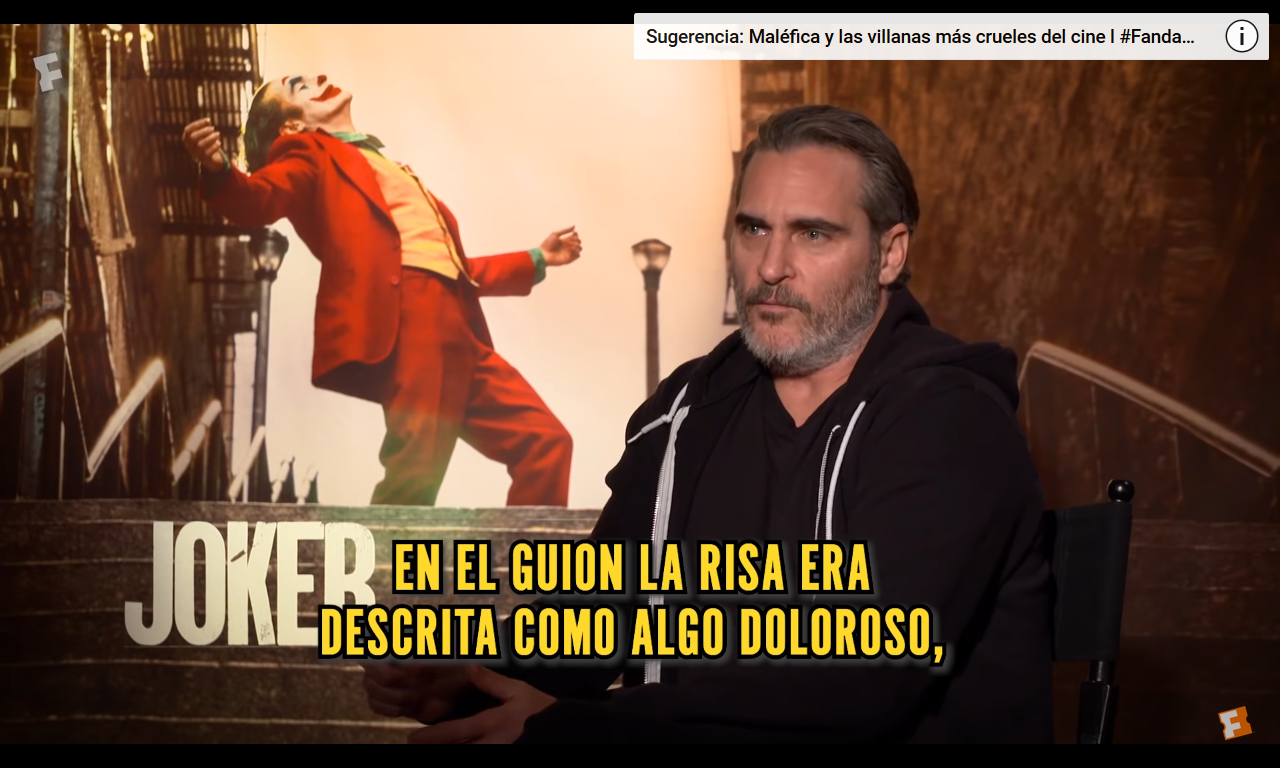 Sugerencia: Maléfica y las villanas más crueles del cine l #Fanda...
F
JOKER
EN EL GUION LA RISA ERA
DESCRITA COMO ALGO DOLOROSO,
F